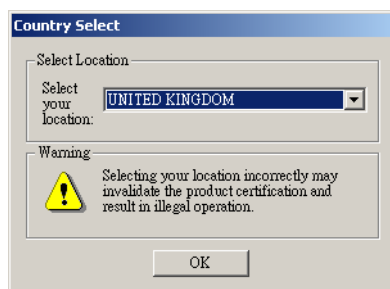 Country Select
Select Location
Select
your
location:
UNITED KINGDOM
Warning
Selecting your location incorrectly may
invalidate the product certification and
result in illegal operation.
OK